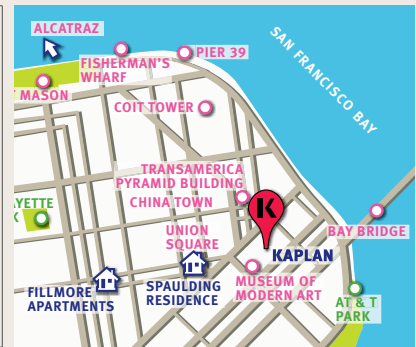 ALCATRAZ
SAN FRANCISCO BAY
PIER 39
FISHERMAN'S
WHARF
MASON
COIT TOWER
TRANSAMERICA
PYRAMID BUILDING
CHINA TOWN
K
AYETTE
K
UNION
SQUARE
BAY BRIDGE
KAPLAN
MUSEUM OF
MODERN ART
SPAULDING
RESIDENCE
FILLMORE
APARTMENTS
AT & T
PARK